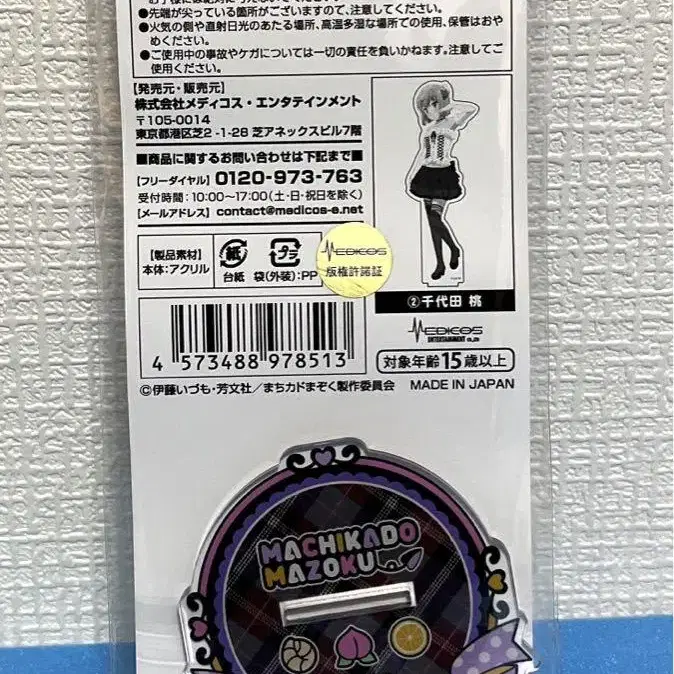 ●先端が尖っている箇所がございますので、注意してください。
●火気の側や直射日光のあたる場所、高温多湿な場所での使用、保管はおや
めください。
●ご使用中の事故やケガについては一切の責任を負いかねます。注意してご
使用ください。
【発売元・販売元】
株式会社メディコス・エンタテインメント
〒105-0014
東京都港区芝2-1-28 芝アネックスビル7階
■商品に関するお問い合わせは下記まで■
【フリーダイヤル】0120-973-763
受付時間:10:00～17:00(土・日・祝日を除く)
【メールアドレス】contact@medicos-e.net
【製品素材】
本体:アクリル
紙
台紙
プラ
袋(外装):PP
MEDICOS
版権許諾証
②千代田 桃
MEDICOS
ENTERTAINMENT co.,ltd
対象年齢15歳以上
4 573488 978513
©伊藤いづも・芳文社／まちカドまぞく製作委員会
MADE IN JAPAN
MACHIKADO
MAZOKU